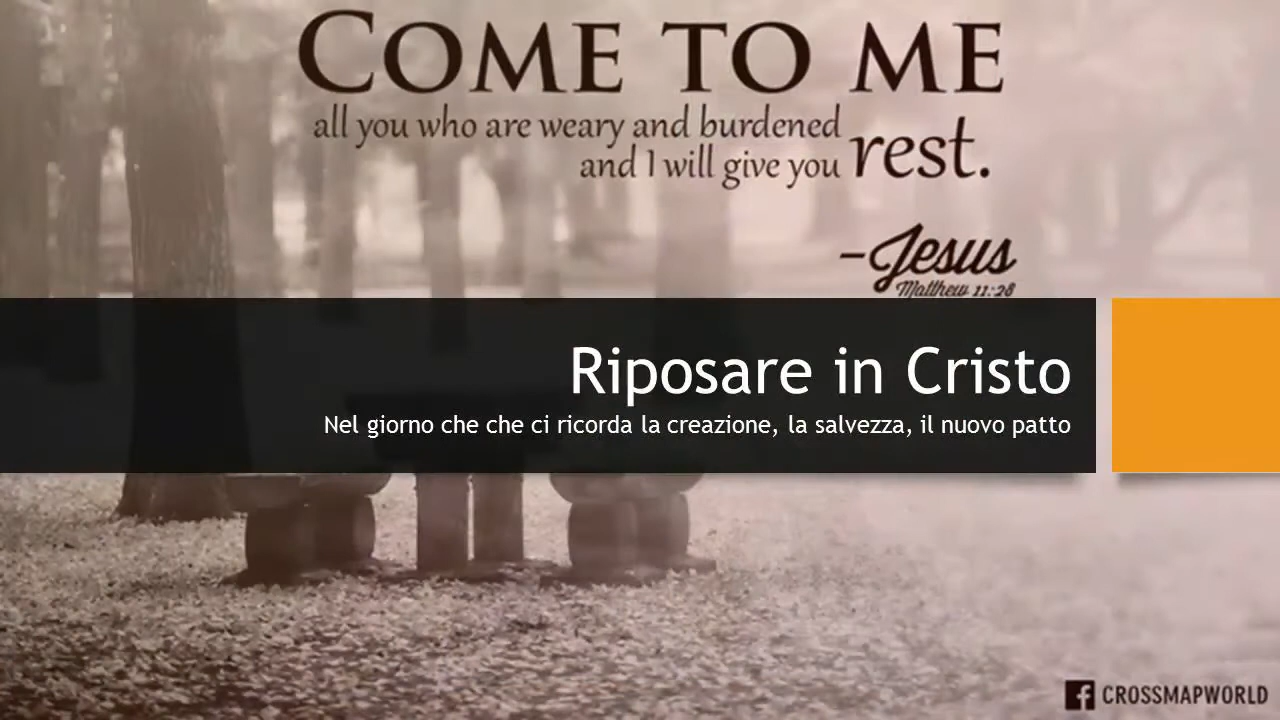 COME TO ME
all you who are weary and burdened
and I will give you rest.
–Jesus
Matthew 11:28
Riposare in Cristo
Nel giorno che che ci ricorda la creazione, la salvezza, il nuovo patto
f CROSSMAPWORLD